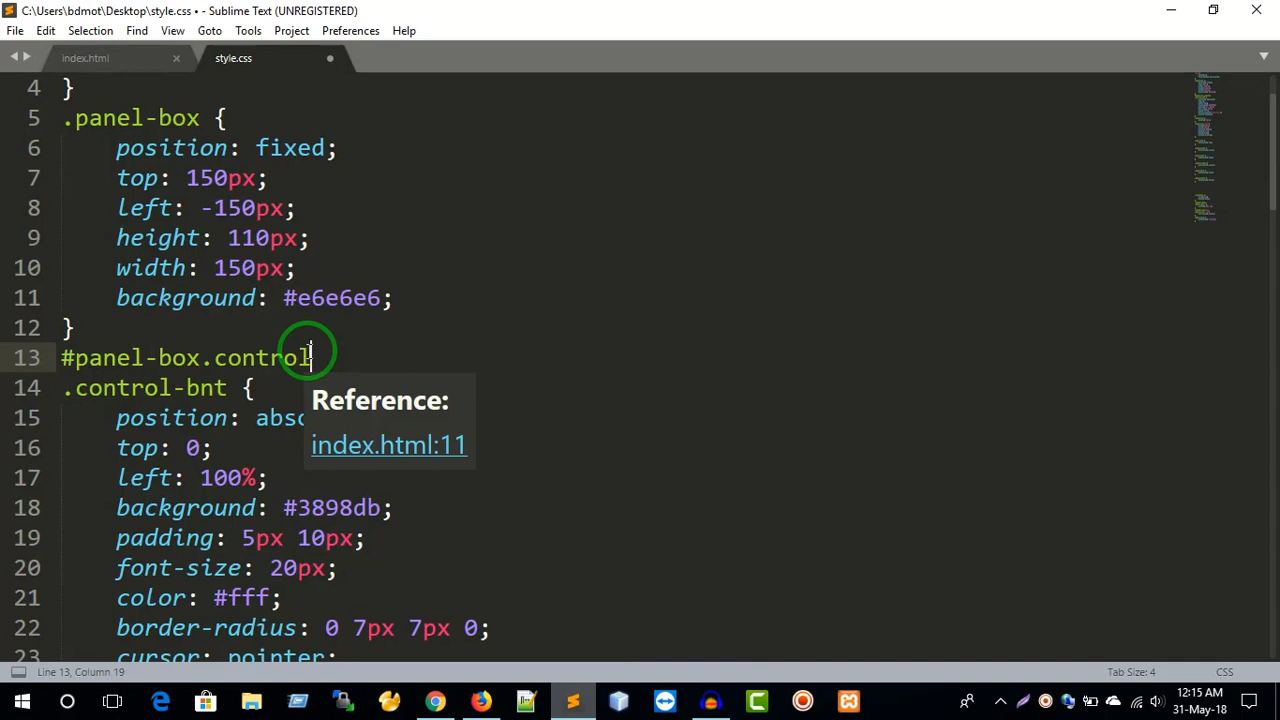 C:\Users\bdmot\Desktop\style.css • - Sublime Text (UNREGISTERED)
File Edit Selection Find View Goto Tools Project Preferences Help
index.html style.css
4 }
5 .panel-box {
6 position: fixed;
7 top: 150px;
8 left: -150px;
9 height: 110px;
10 width: 150px;
11 background: #e6e6e6;
12 }
13 #panel-box.control
14 .control-bnt {
Reference:
15 position: abso
index.html:11
16 top: 0;
17 left: 100%;
18 background: #3898db;
19 padding: 5px 10px;
20 font-size: 20px;
21 color: #fff;
22 border-radius: 0 7px 7px 0;
23 cursor: pointer;
Line 13, Column 19 Tab Size: 4 CSS
12:15 AM
31-May-18